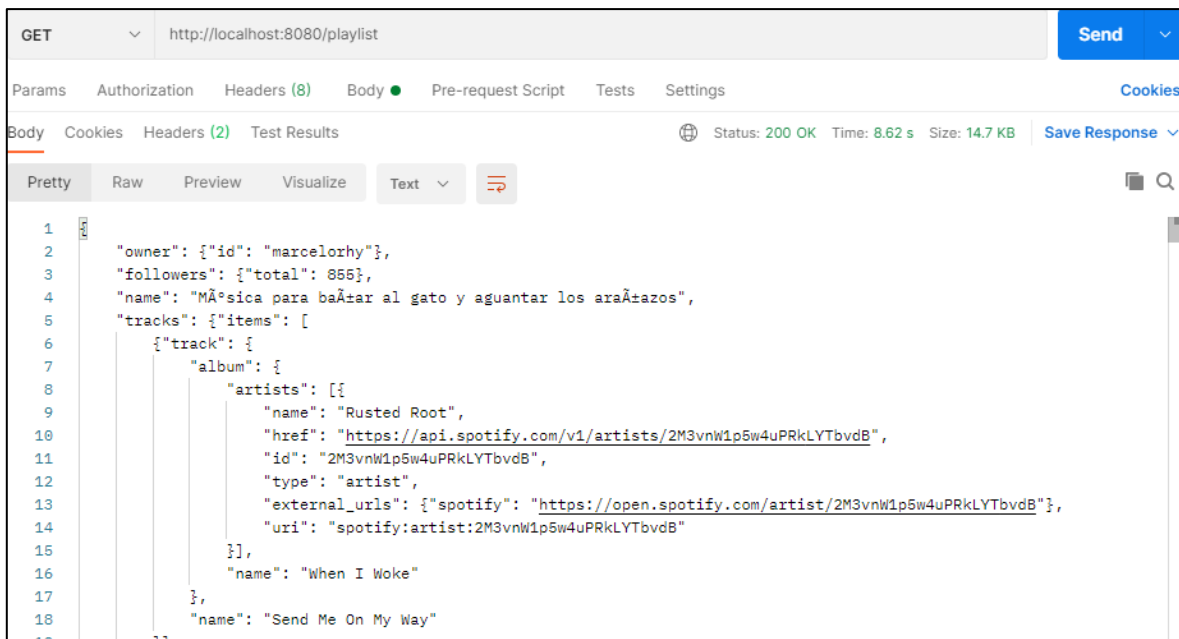 GET http://localhost:8080/playlist Send
Params Authorization Headers (8) Body Pre-request Script Tests Settings Cookies
Body Cookies Headers (2) Test Results Status: 200 OK Time: 8.62 s Size: 14.7 KB Save Response
Pretty Raw Preview Visualize Text
1 {
2 "owner": {"id": "marcelorhy"},
3 "followers": {"total": 855},
4 "name": "MÃºsica para baÃ±ar al gato y aguantar los araÃ±azos",
5 "tracks": {"items": [
6 {"track": {
7 "album": {
8 "artists": [{
9 "name": "Rusted Root",
10 "href": "https://api.spotify.com/v1/artists/2M3vnW1p5w4uPRkLYTbvdB",
11 "id": "2M3vnW1p5w4uPRkLYTbvdB",
12 "type": "artist",
13 "external_urls": {"spotify": "https://open.spotify.com/artist/2M3vnW1p5w4uPRkLYTbvdB"},
14 "uri": "spotify:artist:2M3vnW1p5w4uPRkLYTbvdB"
15 }],
16 "name": "When I Woke"
17 },
18 "name": "Send Me On My Way"